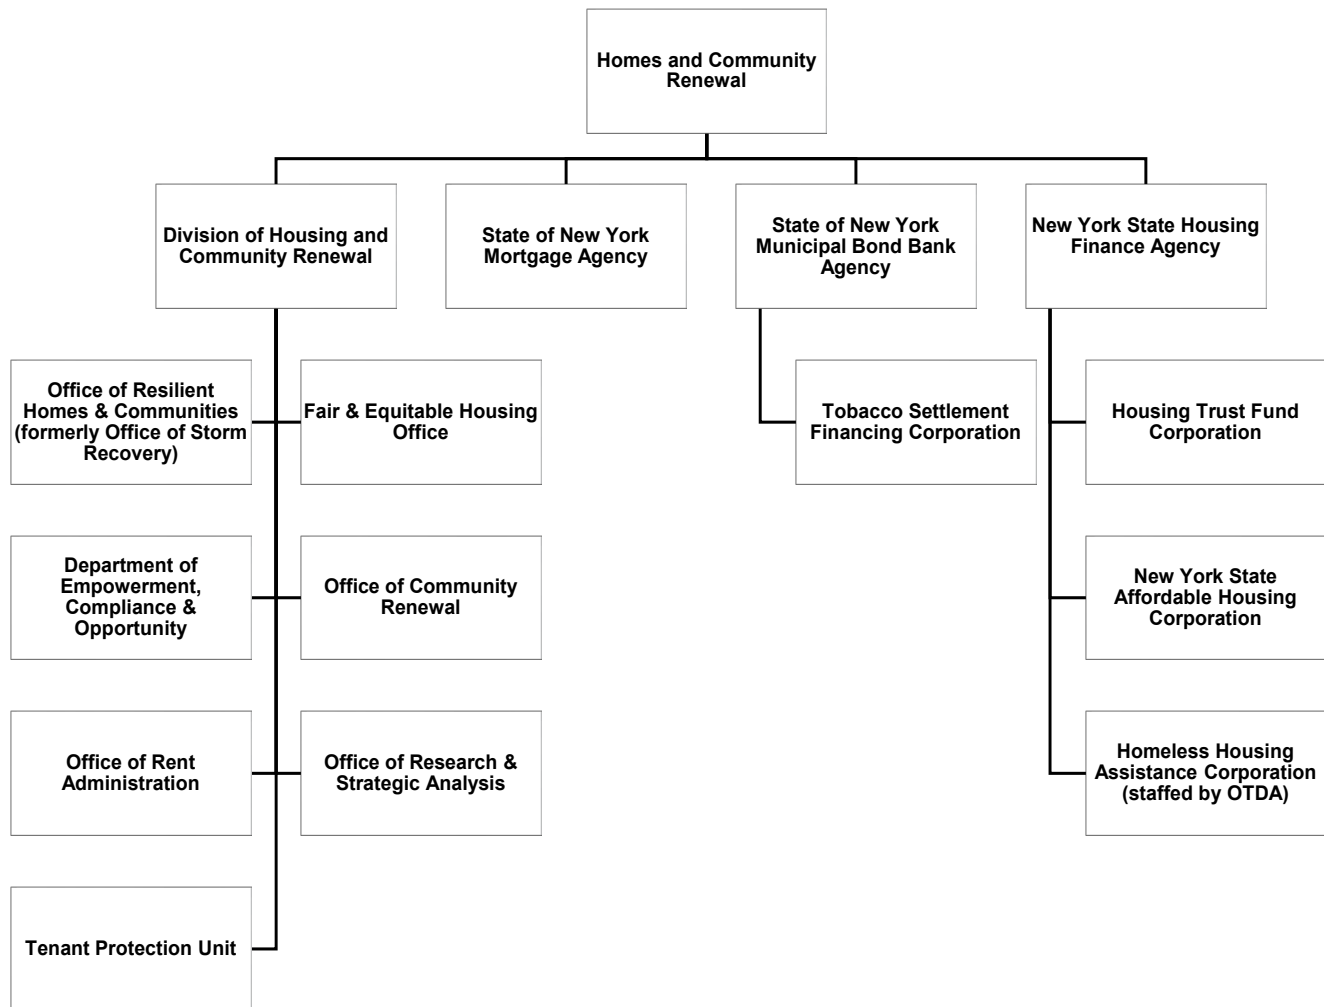 Homes and Community
Renewal
Division of Housing and
Community Renewal
State of New York
Mortgage Agency
State of New York
Municipal Bond Bank
Agency
New York State Housing
Finance Agency
Office of Resilient
Homes & Communities
(formerly Office of Storm
Recovery)
Fair & Equitable Housing
Office
Tobacco Settlement
Financing Corporation
Housing Trust Fund
Corporation
Department of
Empowerment,
Compliance &
Opportunity
Office of Community
Renewal
New York State
Affordable Housing
Corporation
Office of Rent
Administration
Office of Research &
Strategic Analysis
Homeless Housing
Assistance Corporation
(staffed by OTDA)
Tenant Protection Unit